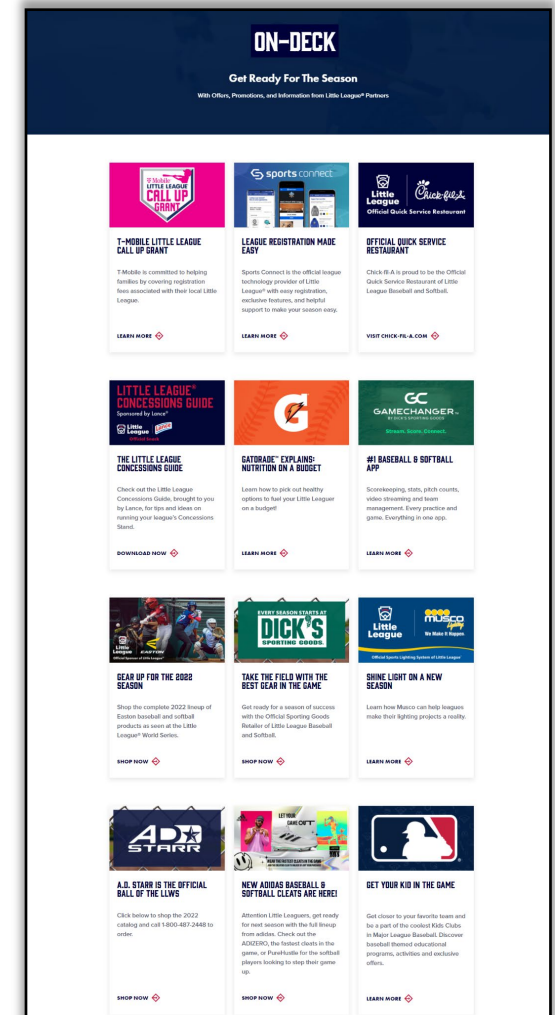 ON-DECK
Get Ready For The Season
With Offers, Promotions, and Information from Little League® Partners
T Mobile
LITTLE LEAGUE
CALL UP
GRANT
T-MOBILE LITTLE LEAGUE
CALL UP GRANT
T-Mobile is committed to helping
families by covering registration
fees associated with their local Little
League.
LEARN MORE
sports connect
LEAGUE REGISTRATION MADE
EASY
Sports Connect is the official league
technology provider of Little
League® with easy registration,
exclusive features, and helpful
support to make your season easy.
LEARN MORE
Little
League
Chick-fil-A
Official Quick Service Restaurant
OFFICIAL QUICK SERVICE
RESTAURANT
Chick-fil-A is proud to be the Official
Quick Service Restaurant of Little
League Baseball and Softball.
VISIT CHICK-FIL-A.COM
LITTLE LEAGUE®
CONCESSIONS GUIDE
Sponsored by Lance®
Little
League
Lance
Official Snack
THE LITTLE LEAGUE
CONCESSIONS GUIDE
Check out the Little League
Concessions Guide, brought to you
by Lance, for tips and ideas on
running your league's Concessions
Stand.
DOWNLOAD NOW
G
GATORADE™ EXPLAINS:
NUTRITION ON A BUDGET
Learn how to pick out healthy
options to fuel your Little Leaguer
on a budget!
LEARN MORE
GC
GAMECHANGER™
BY DICK'S SPORTING GOODS
Stream. Score. Connect.
#1 BASEBALL & SOFTBALL
APP
Scorekeeping, stats, pitch counts,
video streaming and team
management. Every practice and
game. Everything in one app.
LEARN MORE
Little
League
EASTON
Official Sponsor of Little League®
GEAR UP FOR THE 2022
SEASON
Shop the complete 2022 lineup of
Easton baseball and softball
products as seen at the Little
League® World Series.
SHOP NOW
EVERY SEASON STARTS AT
DICK'S
SPORTING GOODS.
TAKE THE FIELD WITH THE
BEST GEAR IN THE GAME
Get ready for a season of success
with the Official Sporting Goods
Retailer of Little League Baseball
and Softball.
SHOP NOW
Little
League
musco
Lighting
We Make It Happen.
Official Sports Lighting System of Little League®
SHINE LIGHT ON A NEW
SEASON
Learn how Musco can help leagues
make their lighting projects a reality.
LEARN MORE
AD
STARR
A.D. STARR IS THE OFFICIAL
BALL OF THE LLWS
Click below to shop the 2022
catalog and call 1-800-487-2448 to
order.
SHOP NOW
LET YOUR
GAME OUT
NEW ADIDAS BASEBALL &
SOFTBALL CLEATS ARE HERE!
Attention Little Leaguers, get ready
for next season with the full lineup
from adidas. Check out the
ADIZERO, the fastest cleats in the
game, or PureHustle for the softball
players looking to step their game
up.
SHOP NOW
GET YOUR KID IN THE GAME
Get closer to your favorite team and
be a part of the coolest Kids Clubs
in Major League Baseball. Discover
baseball themed educational
programs, activities and exclusive
offers.
LEARN MORE